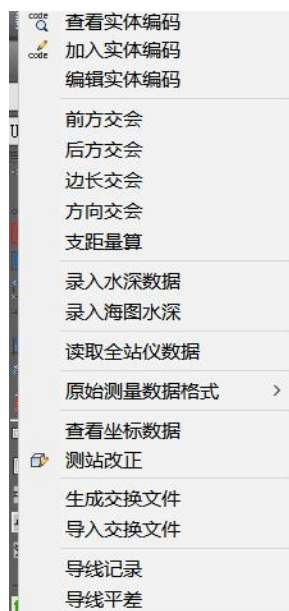 code
查看实体编码
code
加入实体编码
编辑实体编码
前方交会
后方交会
边长交会
方向交会
支距量算
录入水深数据
录入海图水深
读取全站仪数据
原始测量数据格式
查看坐标数据
测站改正
生成交换文件
导入交换文件
导线记录
导线平差